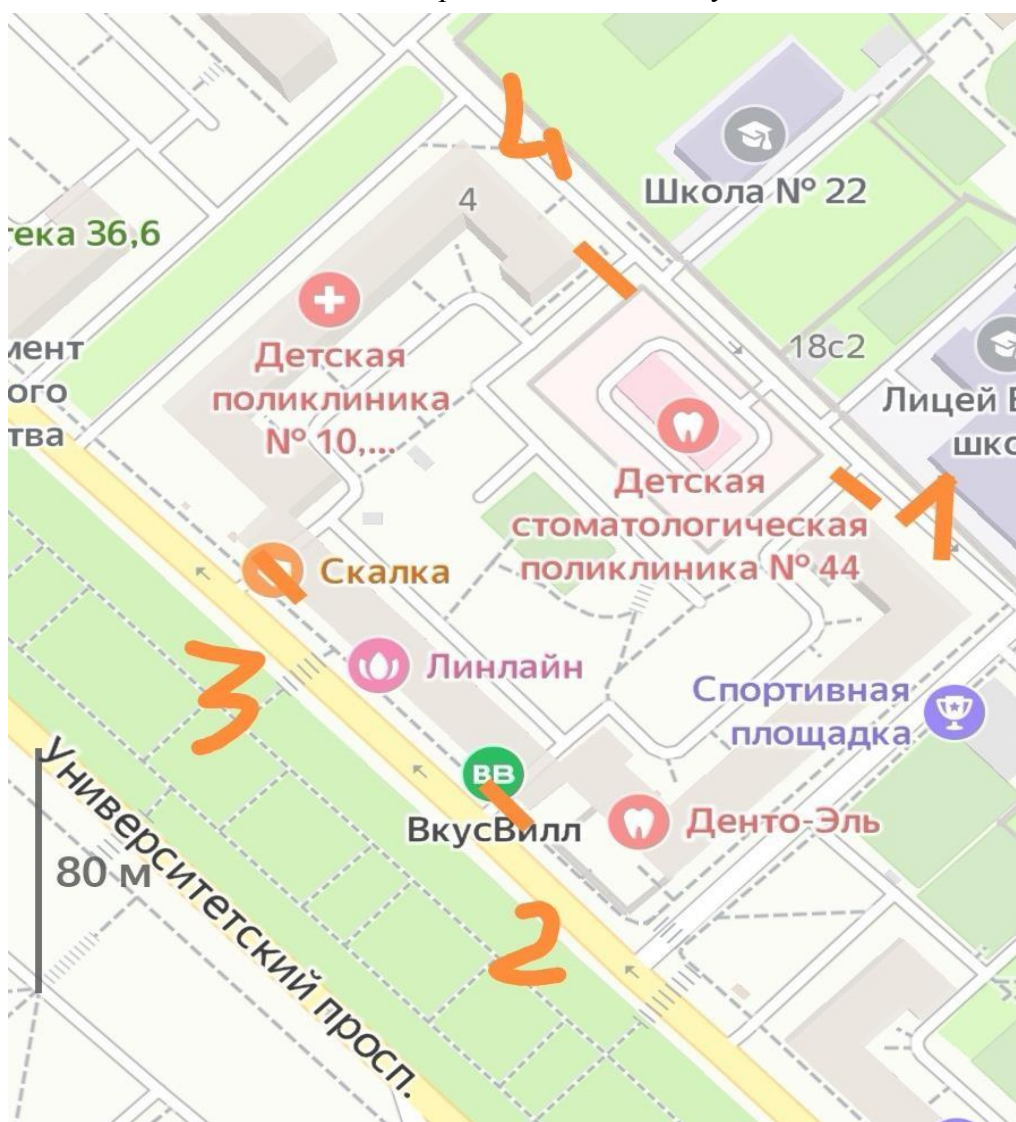 4
Школа № 22
4
ека 36,6
18с2
Детская
поликлиника
№ 10,...
мент
ого
тва
Лицей В
шко
Детская
стоматологическая
поликлиника № 44
1
Скалка
Линлайн
3
Спортивная
площадка
ВВ
ВкусВилл
Денто-Эль
80 м
2
Университетский просп.